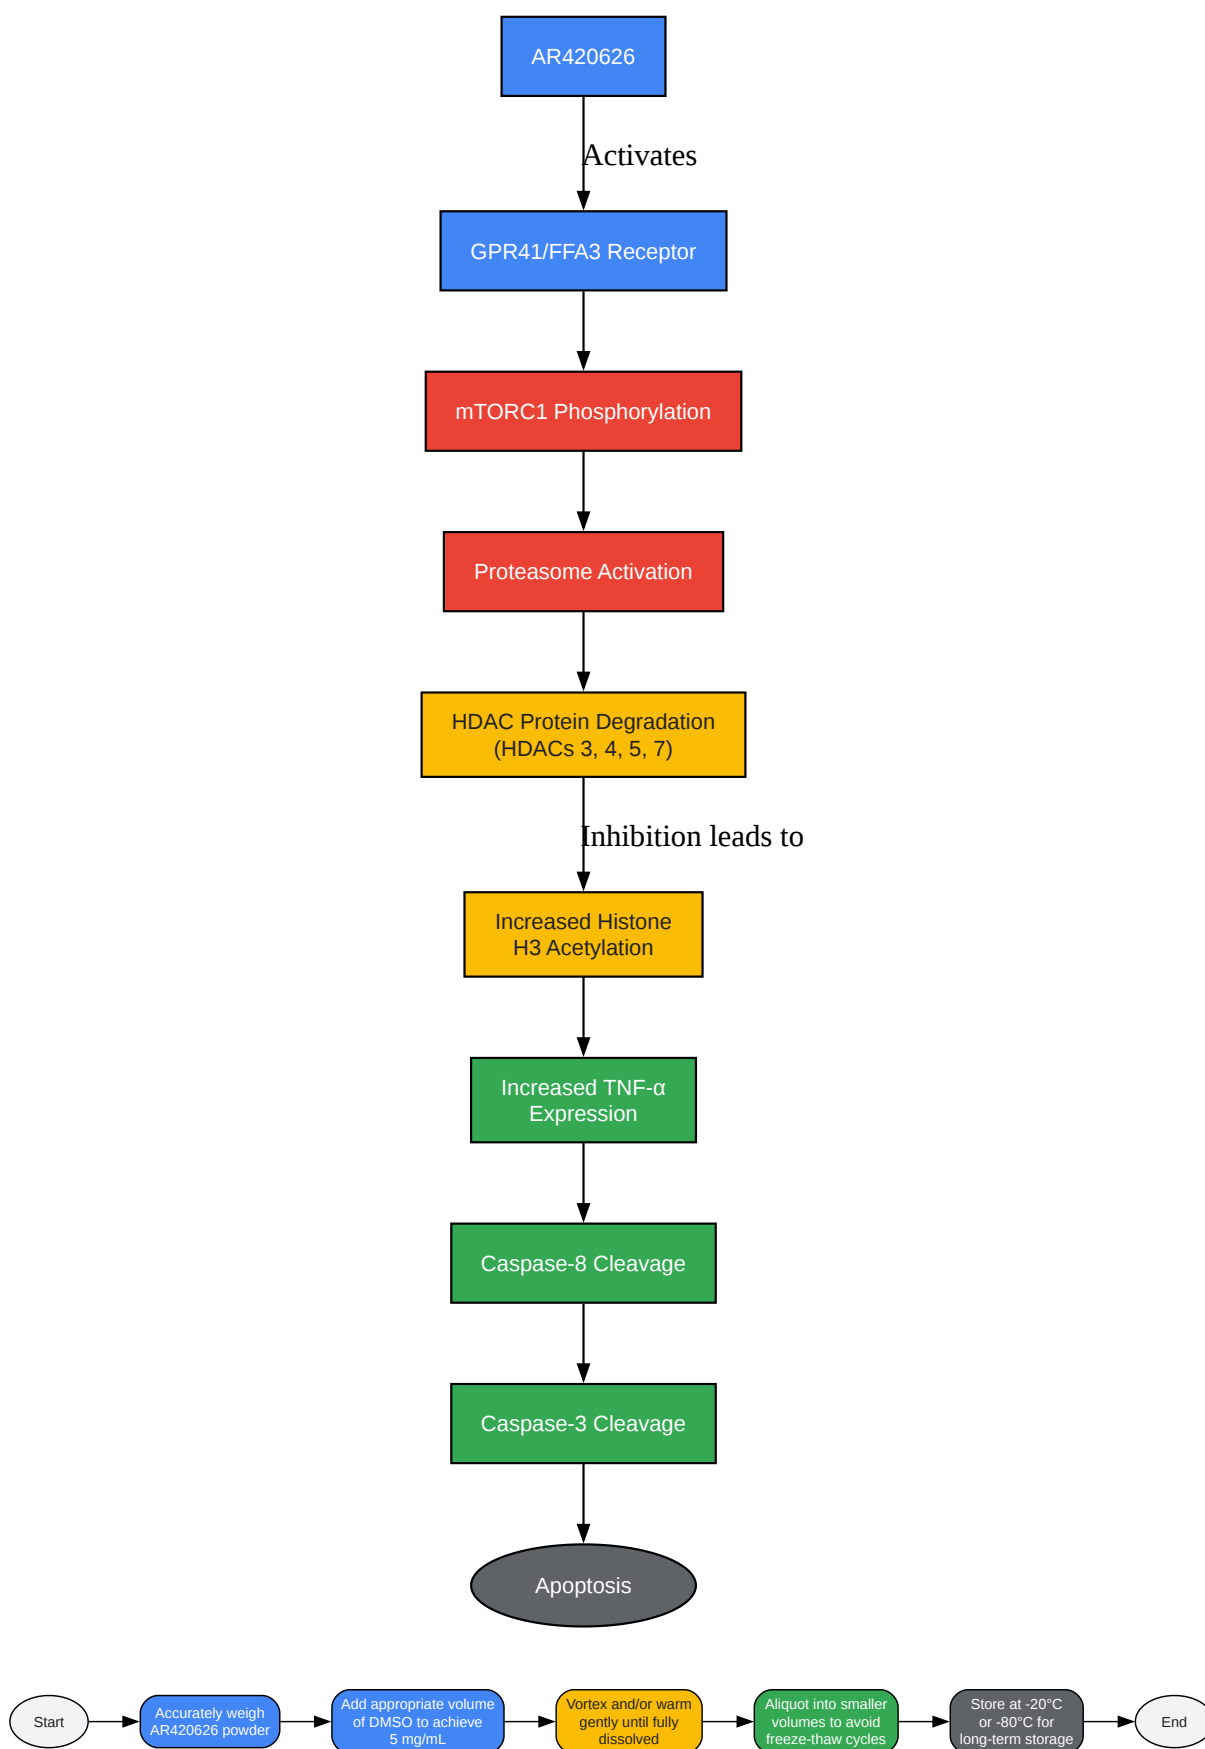 AR420626
Activates
GPR41/FFA3 Receptor
mTORC1 Phosphorylation
Proteasome Activation
HDAC Protein Degradation
(HDACs 3, 4, 5, 7)
Inhibition leads to
Increased Histone
H3 Acetylation
Increased TNF-α
Expression
Caspase-8 Cleavage
Caspase-3 Cleavage
Apoptosis
Start
Accurately weigh
AR420626 powder
Add appropriate volume
of DMSO to achieve
5 mg/mL
Vortex and/or warm
gently until fully
dissolved
Aliquot into smaller
volumes to avoid
freeze-thaw cycles
Store at -20°C
or -80°C for
long-term storage
End